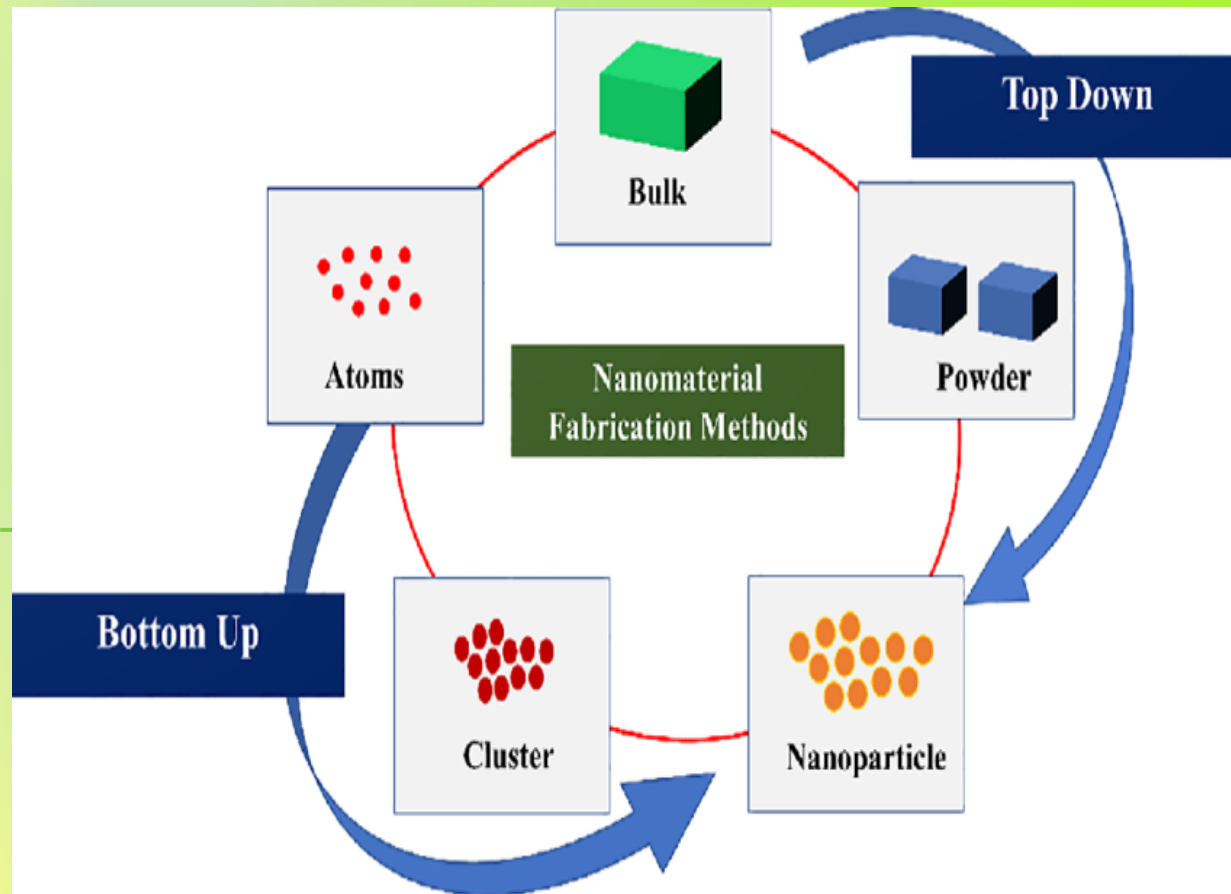 Top Down
Bulk
Atoms
Powder
Nanomaterial
Fabrication Methods
Bottom Up
Cluster
Nanoparticle